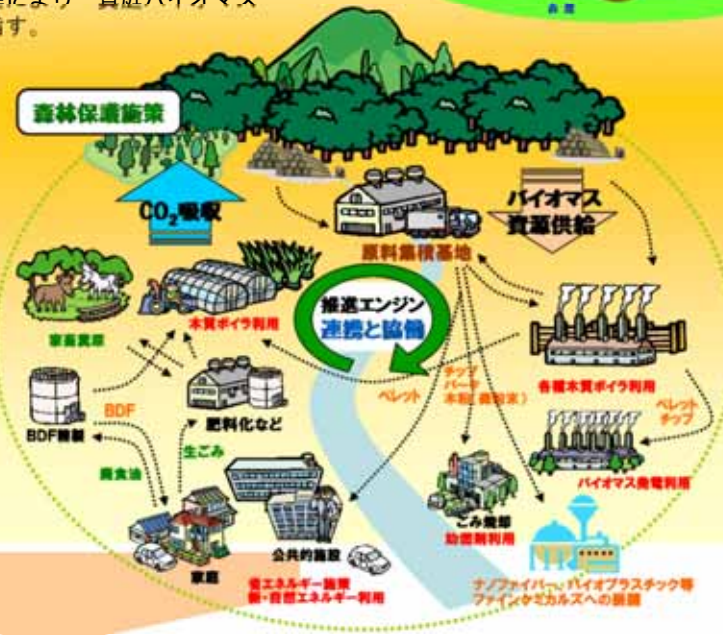 指す。
森林保護施策
CO₂吸収
バイオマス
資源供給
原料集積基地
木質ボイラ利用
推進エンジン
連携と協働
家畜糞尿
各種木質ボイラ利用
チップ
バーク
木粉（微粉末）
ペレット
BDF
BDF精製
肥料化など
ペレット
チップ
バイオマス発電利用
廃食油
生ごみ
ごみ焼却
助燃剤利用
公共的施設
家庭
省エネルギー施策
新・自然エネルギー利用
ナノファイバー、バイオプラスチック等
ファインケミカルズへの展開